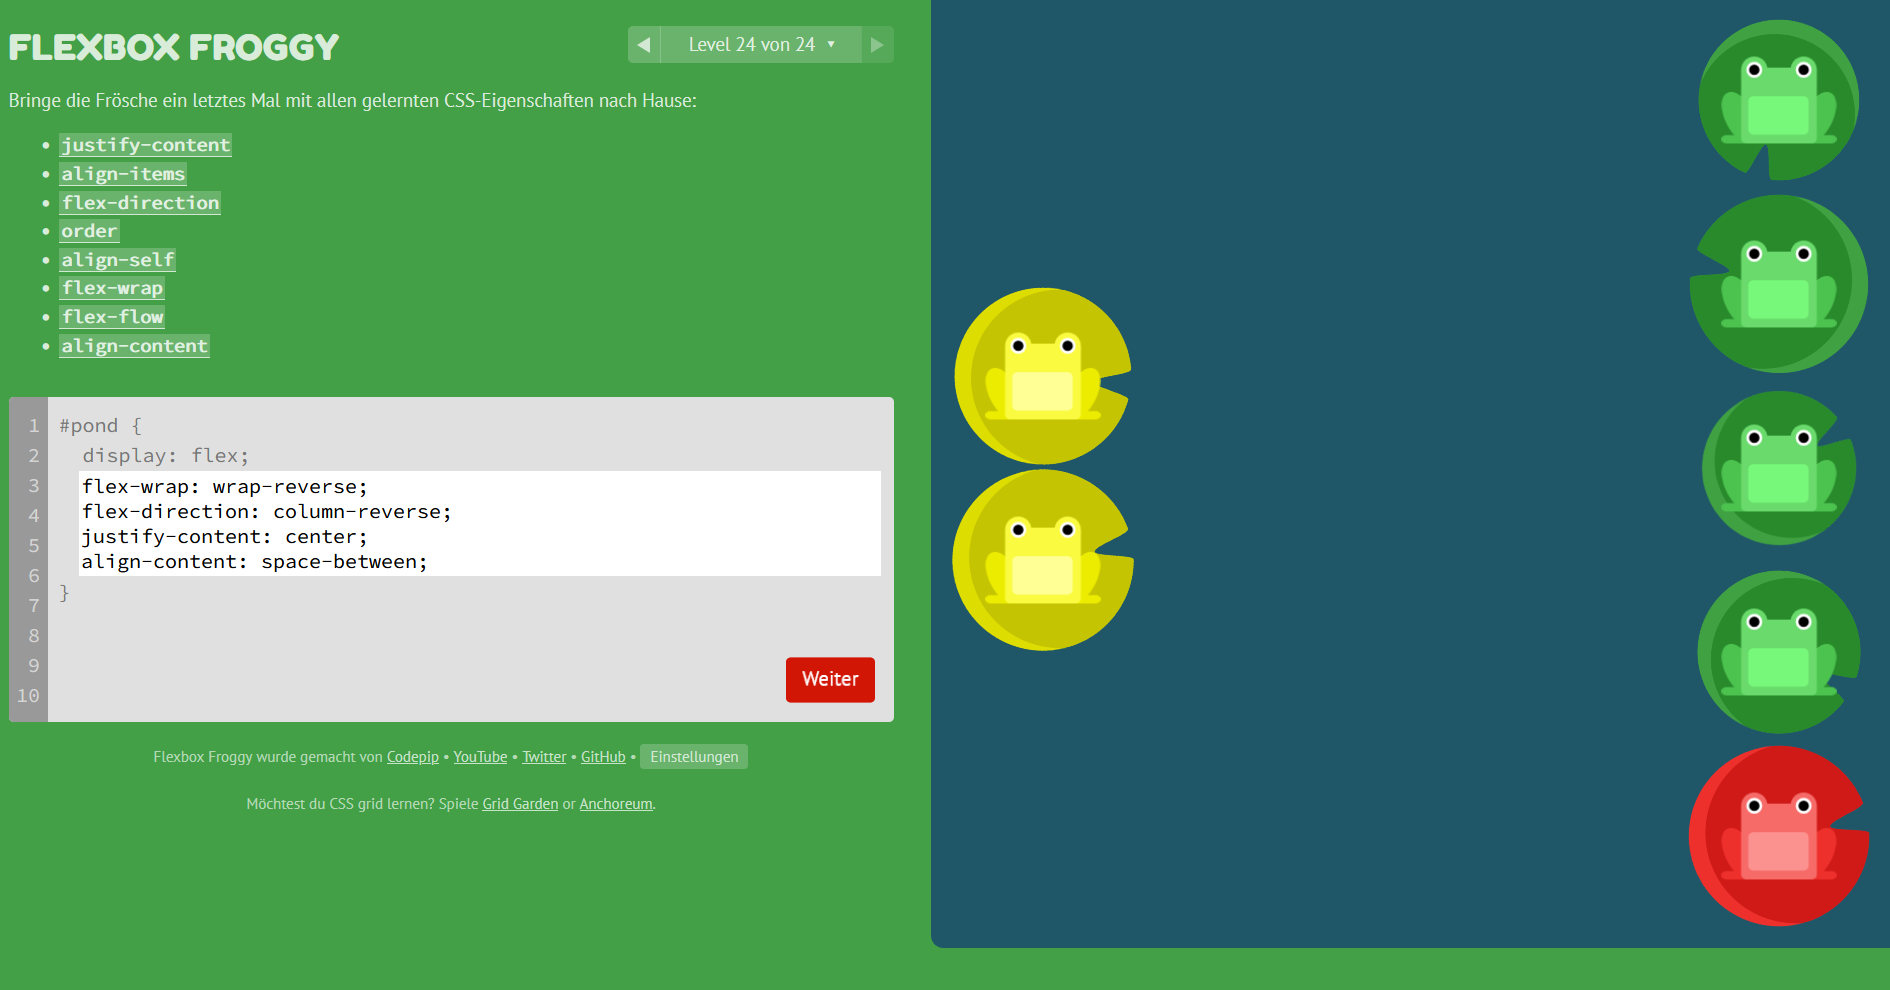 FLEXBOX FROGGY
Level 24 von 24
Bringe die Frösche ein letztes Mal mit allen gelernten CSS-Eigenschaften nach Hause:
• justify-content
• align-items
• flex-direction
• order
• align-self
• flex-wrap
• flex-flow
• align-content
1 #pond {
2 display: flex;
3 flex-wrap: wrap-reverse;
4 flex-direction: column-reverse;
5 justify-content: center;
6 align-content: space-between;
7 }
8
9
10
Weiter
Flexbox Froggy wurde gemacht von Codepip • YouTube • Twitter • GitHub • Einstellungen
Möchtest du CSS grid lernen? Spiele Grid Garden or Anchoreum.